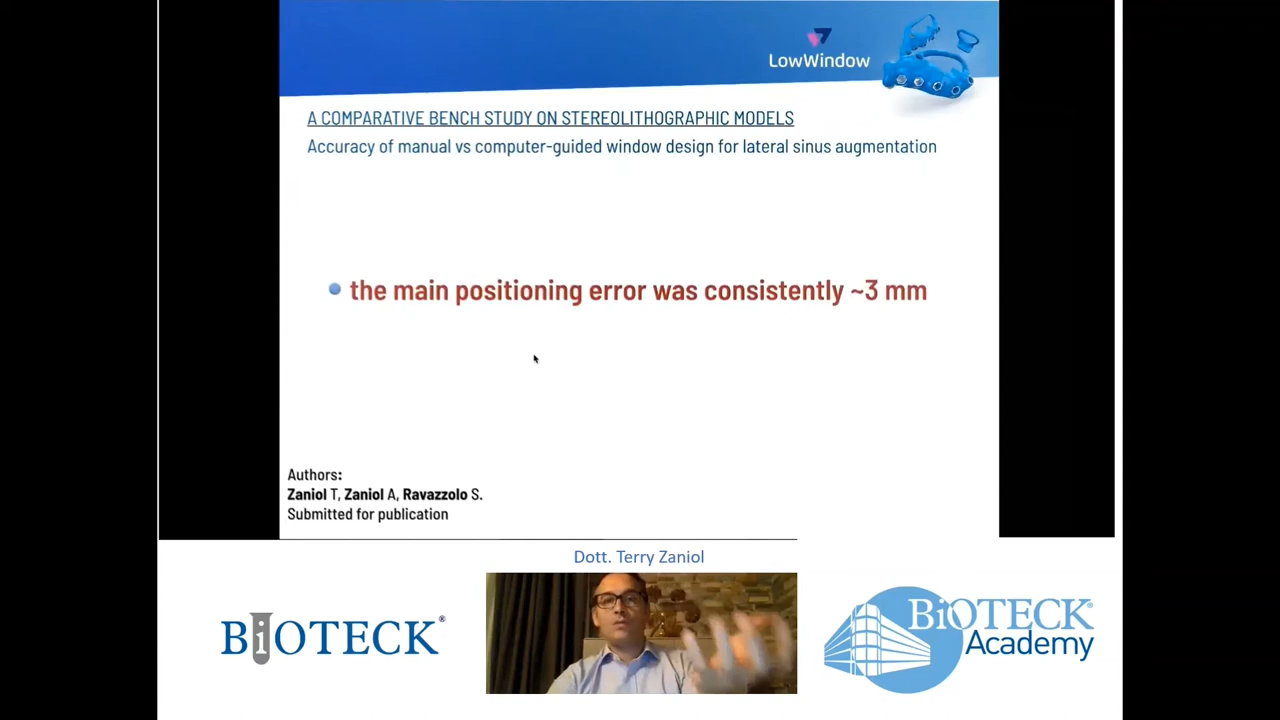 LowWindow
A COMPARATIVE BENCH STUDY ON STEREOLITHOGRAPHIC MODELS
Accuracy of manual vs computer-guided window design for lateral sinus augmentation
the main positioning error was consistently ~3 mm
Authors:
Zaniol T, Zaniol A, Ravazzolo S.
Submitted for publication
Dott. Terry Zaniol
BiOTECK®
BiOTECK®
Academy